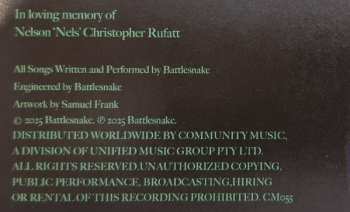 In loving memory of
Nelson 'Nels' Christopher Rufatt
All Songs Written and Performed by Battlesnake
Engineered by Battlesnake
Artwork by Samuel Frank
© 2025 Battlesnake. ℗ 2025 Battlesnake.
DISTRIBUTED WORLDWIDE BY COMMUNITY MUSIC,
A DIVISION OF UNIFIED MUSIC GROUP PTY LTD.
ALL RIGHTS RESERVED.UNAUTHORIZED COPYING,
PUBLIC PERFORMANCE, BROADCASTING,HIRING
OR RENTAL OF THIS RECORDING PROHIBITED. CM055